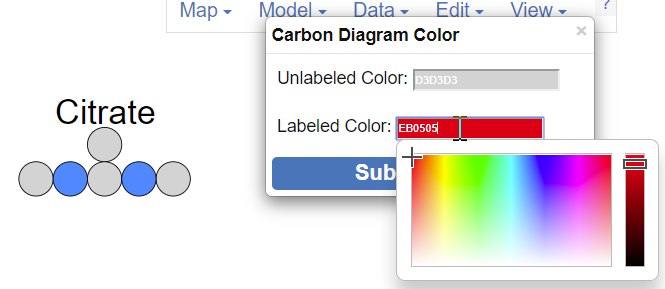 Map Model Data Edit View ?
Carbon Diagram Color ×
Unlabeled Color: D3D3D3
Citrate
Labeled Color: EB0505
Sub